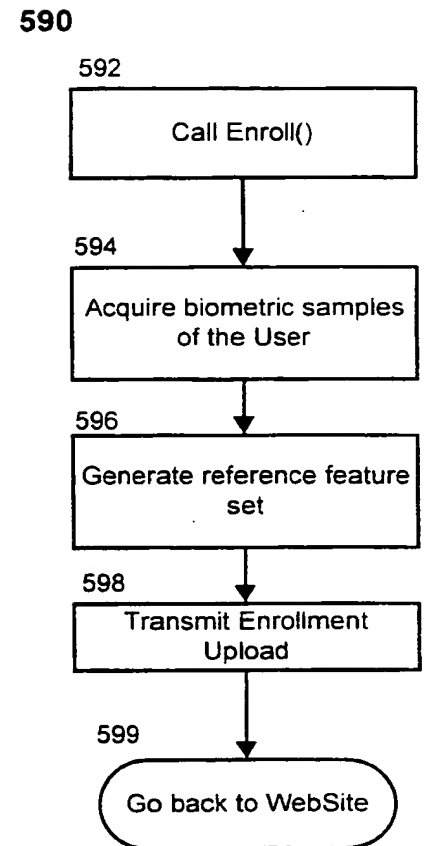 590
592
Call Enroll()
594
Acquire biometric samples
of the User
596
Generate reference feature
set
598
Transmit Enrollment
Upload
599
Go back to WebSite